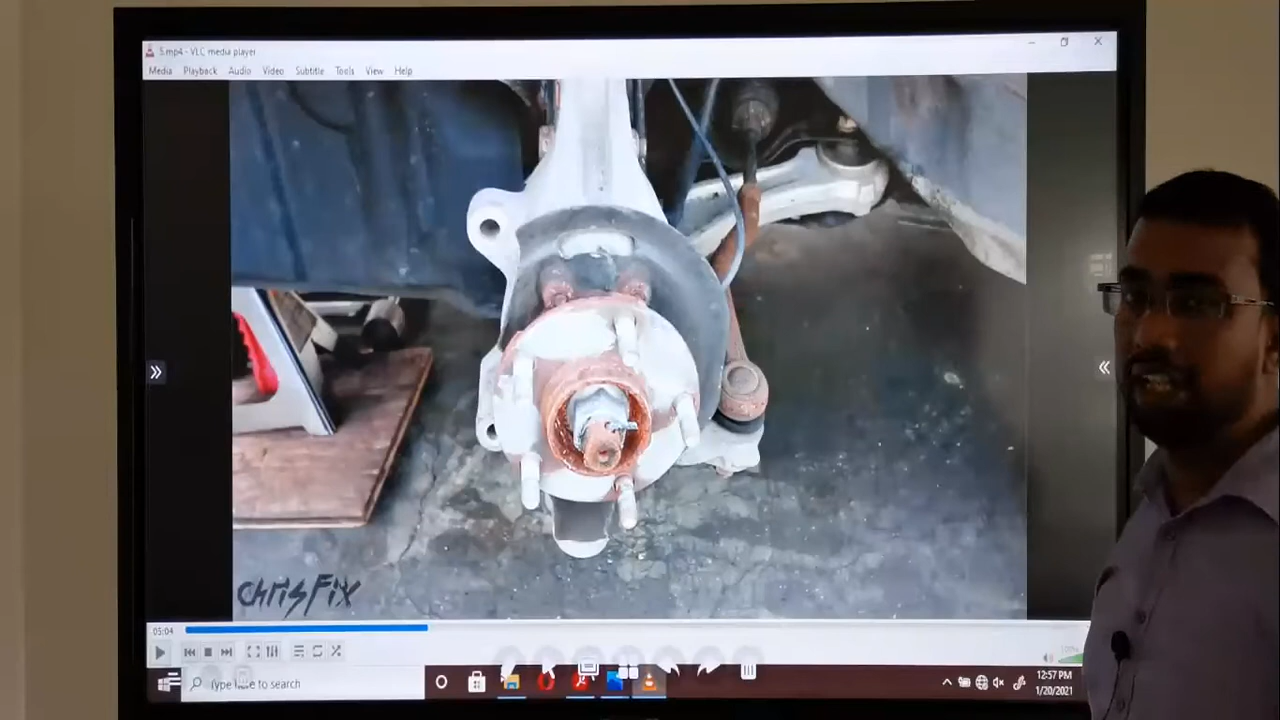 5.mp4 - VLC media player
Media Playback Audio Video Subtitle Tools View Help
chrisFix
05:04
100%
Type here to search
12:57 PM
1/20/2021